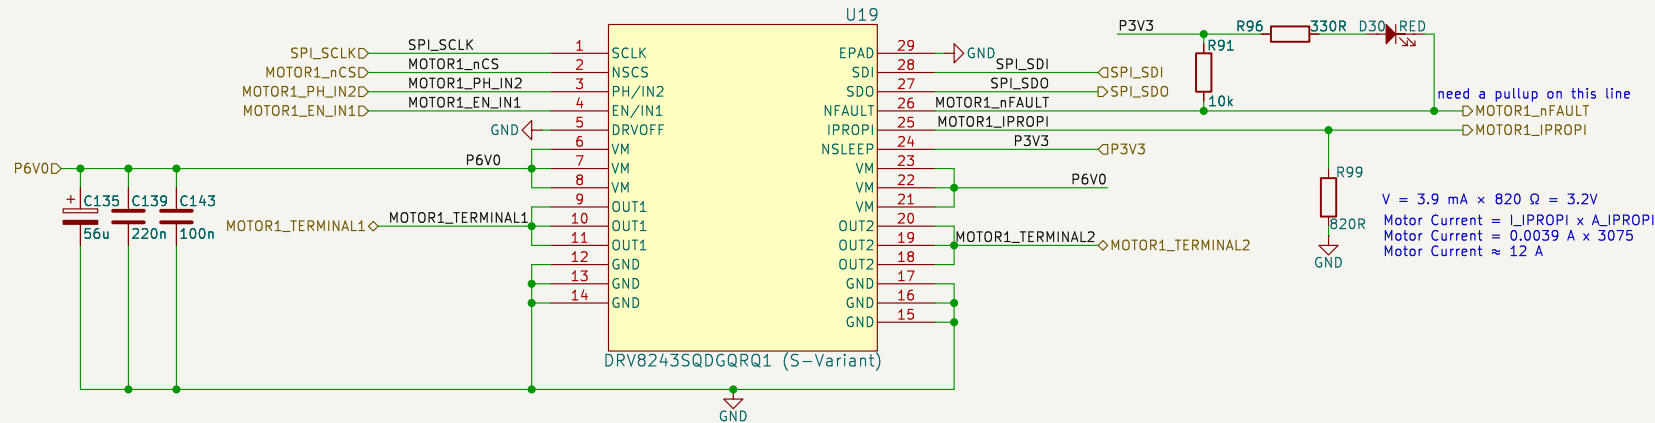 U19
DRV8243SQDGQRQ1 (S-Variant)
SPI_SCLK SPI_SCLK 1 SCLK
MOTOR1_nCS MOTOR1_nCS 2 NSCS
MOTOR1_PH_IN2 MOTOR1_PH_IN2 3 PH/IN2
MOTOR1_EN_IN1 MOTOR1_EN_IN1 4 EN/IN1
GND 5 DRVOFF
6 VM
P6V0 P6V0 7 VM
8 VM
9 OUT1
MOTOR1_TERMINAL1 MOTOR1_TERMINAL1 10 OUT1
11 OUT1
12 GND
13 GND
14 GND
+ C135 C139 C143
56u 220n 100n
EPAD 29 GND
SDI 28 SPI_SDI SPI_SDI
SDO 27 SPI_SDO SPI_SDO
NFAULT 26 MOTOR1_nFAULT MOTOR1_nFAULT
IPROPI 25 MOTOR1_IPROPI MOTOR1_IPROPI
NSLEEP 24 P3V3 P3V3
VM 23
VM 22 P6V0
VM 21
OUT2 20
OUT2 19 MOTOR1_TERMINAL2 MOTOR1_TERMINAL2
OUT2 18
GND 17
GND 16
GND 15
GND
P3V3 R96 330R D30 RED
R91
10k
need a pullup on this line
R99
820R
GND
V = 3.9 mA × 820 Ω = 3.2V
Motor Current = I_IPROPI x A_IPROPI
Motor Current = 0.0039 A x 3075
Motor Current ≈ 12 A